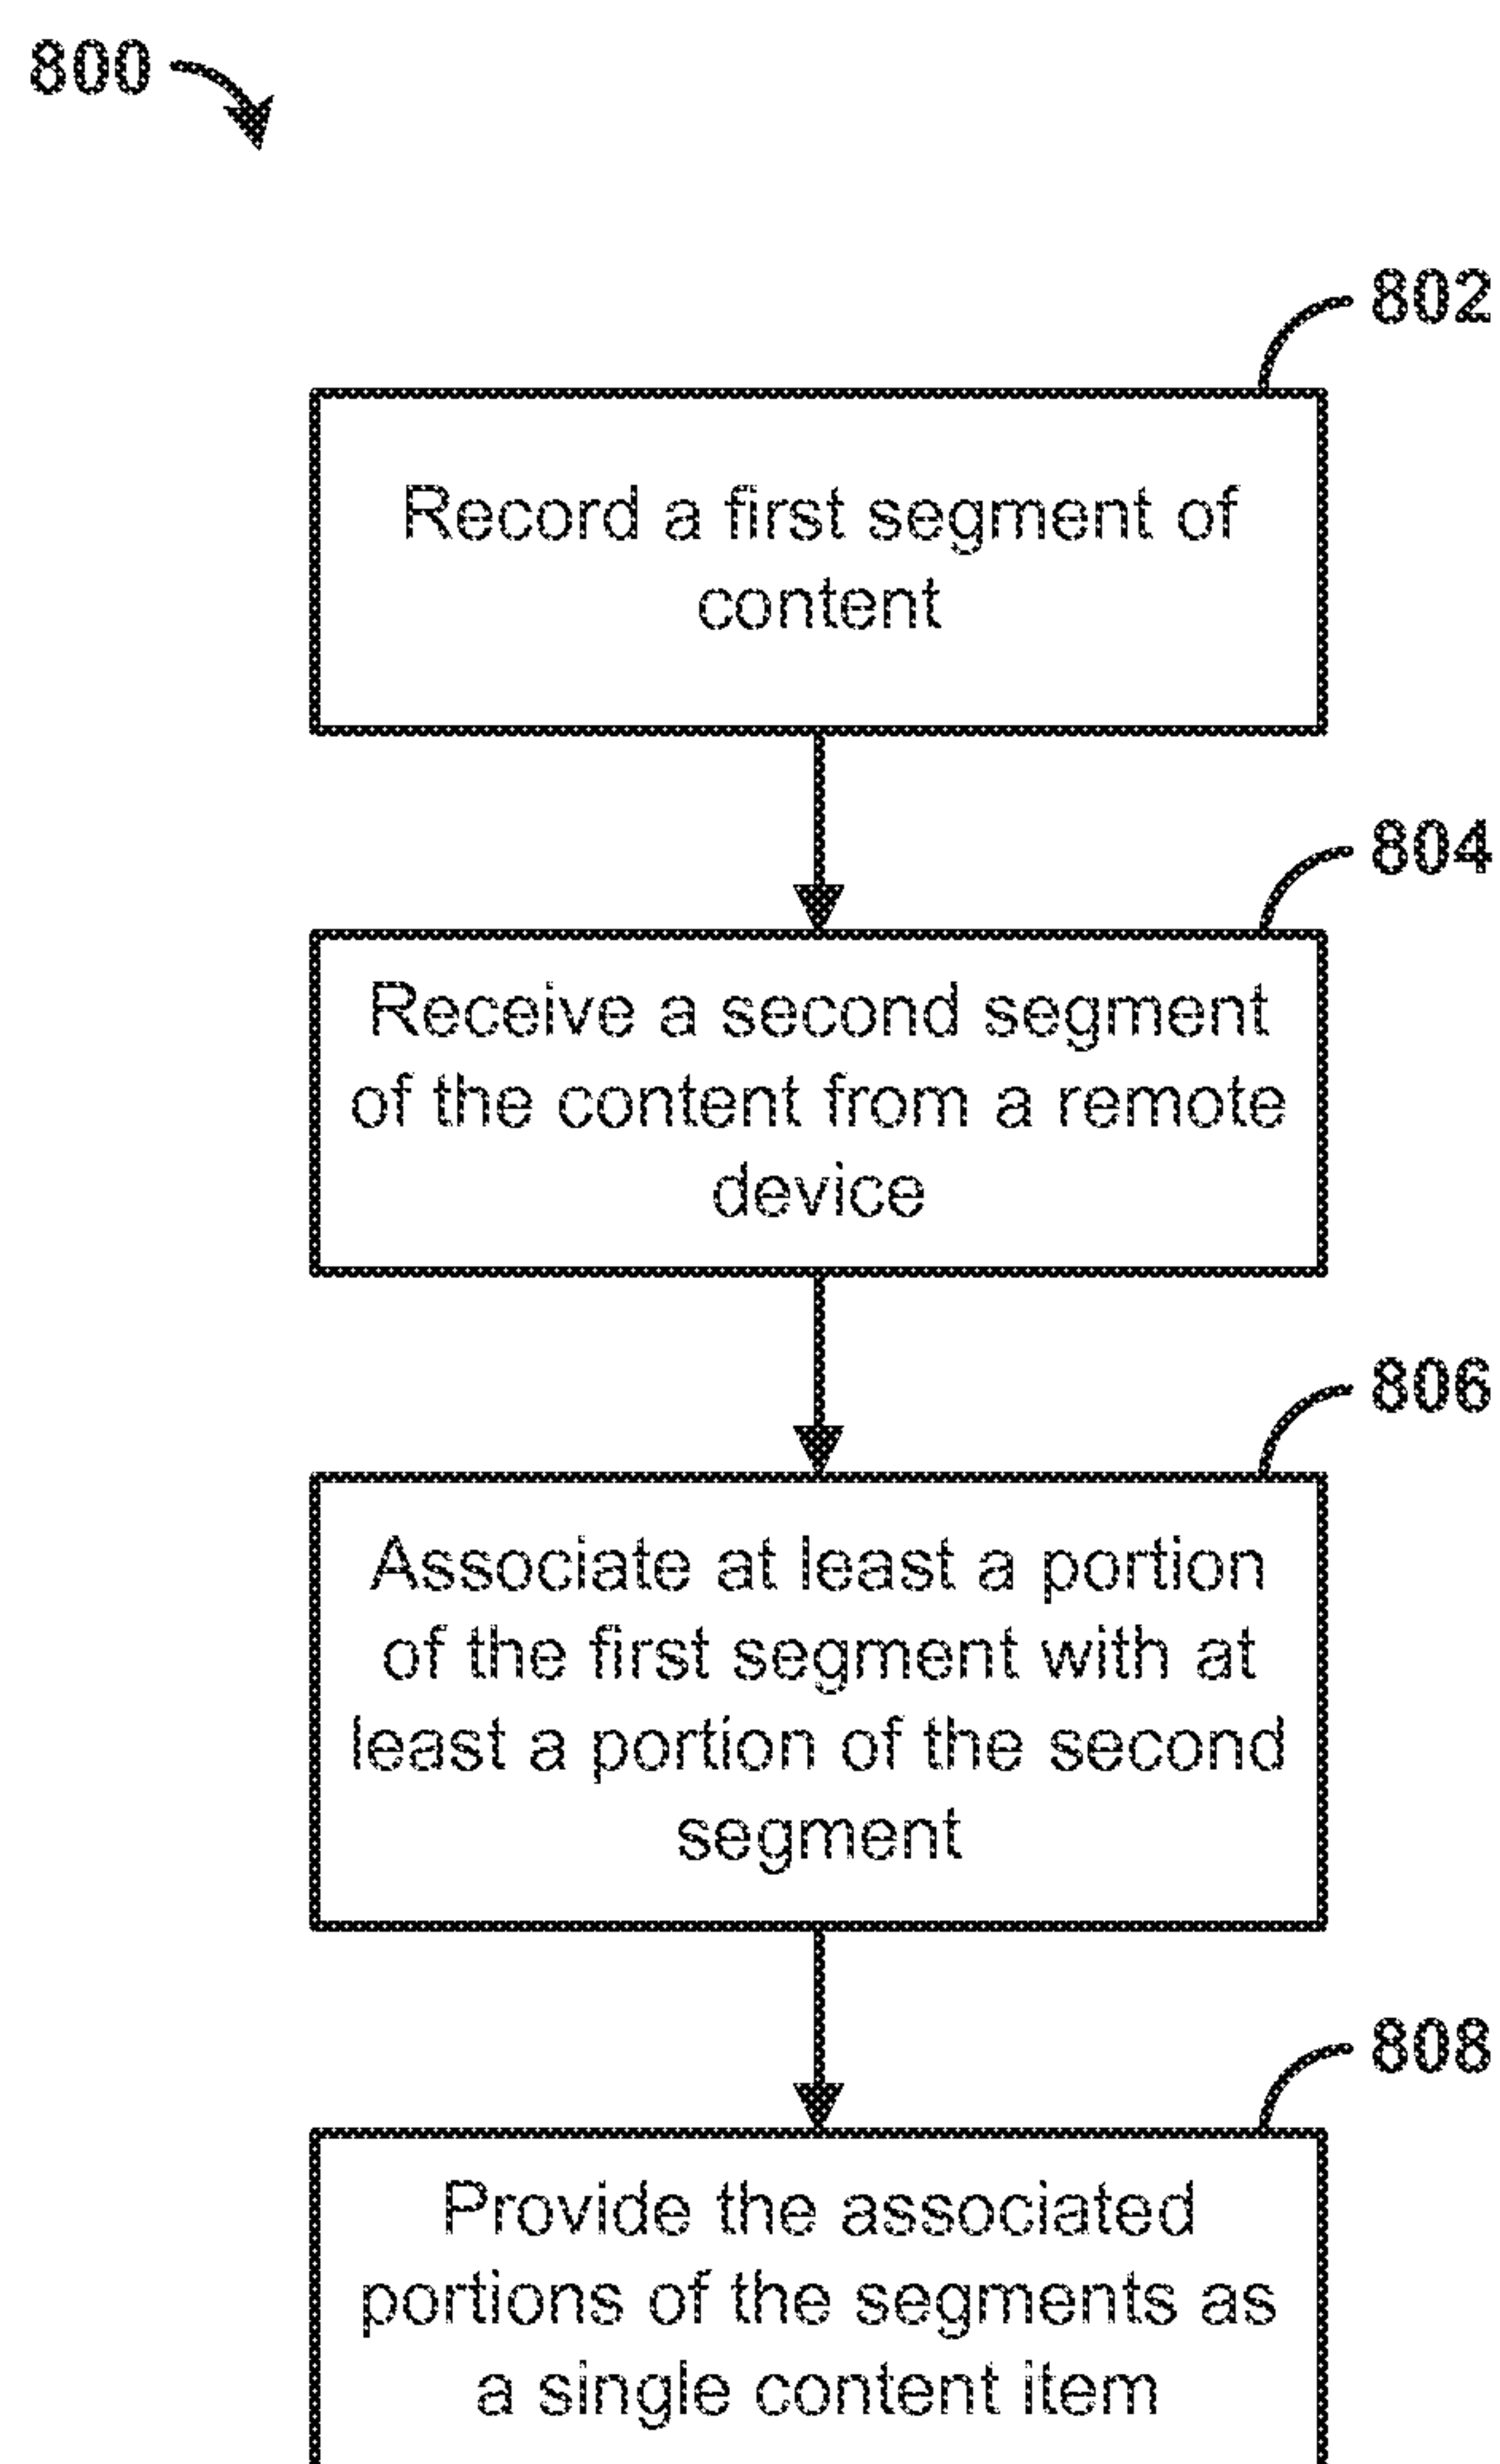 800
802
Record a first segment of
content
804
Receive a second segment
of the content from a remote
device
806
Associate at least a portion
of the first segment with at
least a portion of the second
segment
808
Provide the associated
portions of the segments as
a single content item